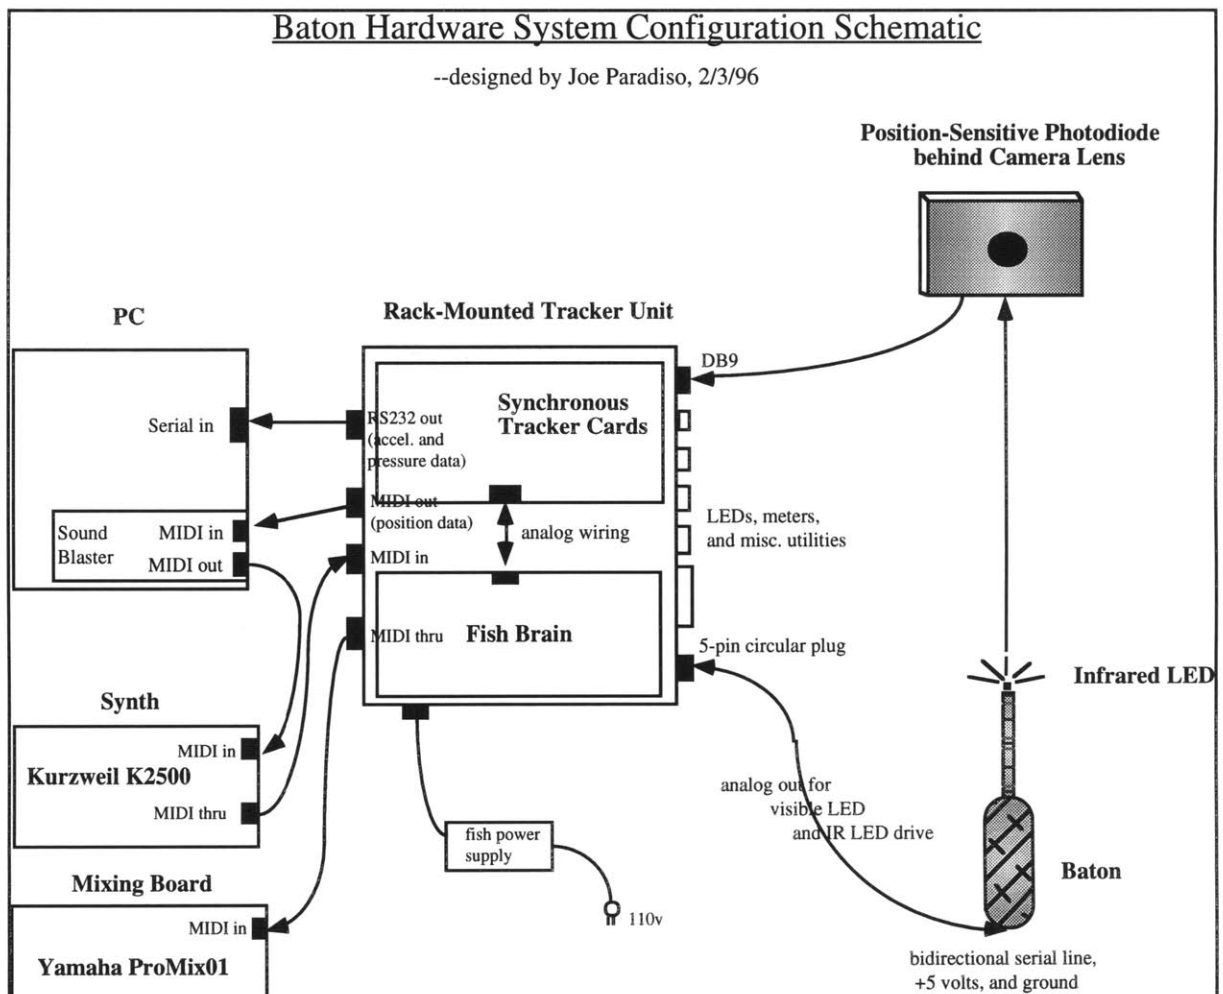 Baton Hardware System Configuration Schematic
--designed by Joe Paradiso, 2/3/96
Position-Sensitive Photodiode
behind Camera Lens
PC
Rack-Mounted Tracker Unit
DB9
Serial in
RS232 out
(accel. and
pressure data)
Synchronous
Tracker Cards
MIDI out
(position data)
analog wiring
LEDs, meters,
and misc. utilities
Sound
Blaster
MIDI in
MIDI out
MIDI in
MIDI thru
Fish Brain
5-pin circular plug
Infrared LED
Synth
MIDI in
Kurzweil K2500
MIDI thru
analog out for
visible LED
and IR LED drive
fish power
supply
110v
Baton
Mixing Board
MIDI in
Yamaha ProMix01
bidirectional serial line,
+5 volts, and ground